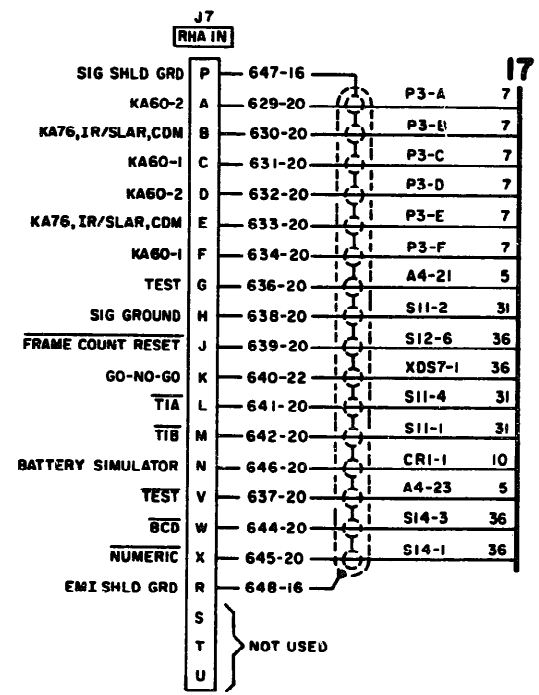 J7
RHA IN
17
SIG SHLD GRD P 647-16
KA60-2 A 629-20 P3-A 7
KA76,IR/SLAR,CDM B 630-20 P3-B 7
KA60-1 C 631-20 P3-C 7
KA60-2 D 632-20 P3-D 7
KA76,IR/SLAR,CDM E 633-20 P3-E 7
KA60-1 F 634-20 P3-F 7
TEST G 636-20 A4-21 5
SIG GROUND H 638-20 S11-2 31
FRAME COUNT RESET J 639-20 S12-6 36
GO-NO-GO K 640-22 XDS7-1 36
T1A L 641-20 S11-4 31
T1B M 642-20 S11-1 31
BATTERY SIMULATOR N 646-20 CR1-1 10
TEST V 637-20 A4-23 5
BCD W 644-20 S14-3 36
NUMERIC X 645-20 S14-1 36
EMI SHLD GRD R 648-16
S
T NOT USED
U